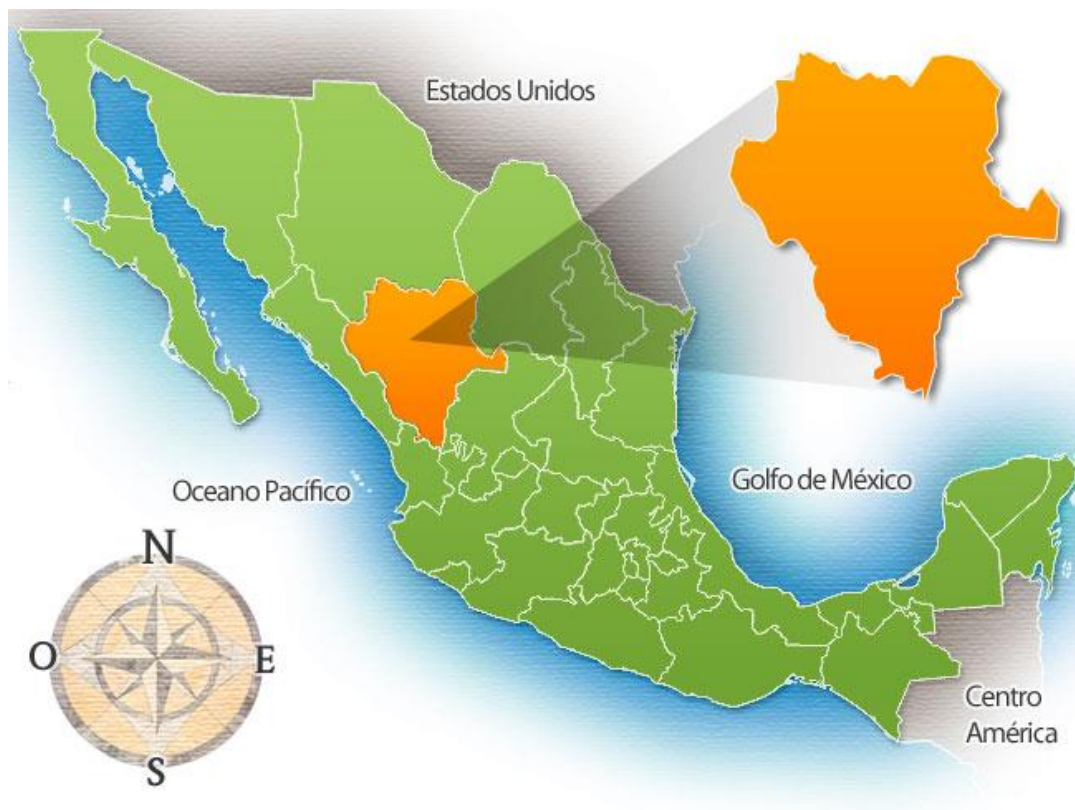 Estados Unidos
Oceano Pacífico
Golfo de México
N
O
E
S
Centro
América